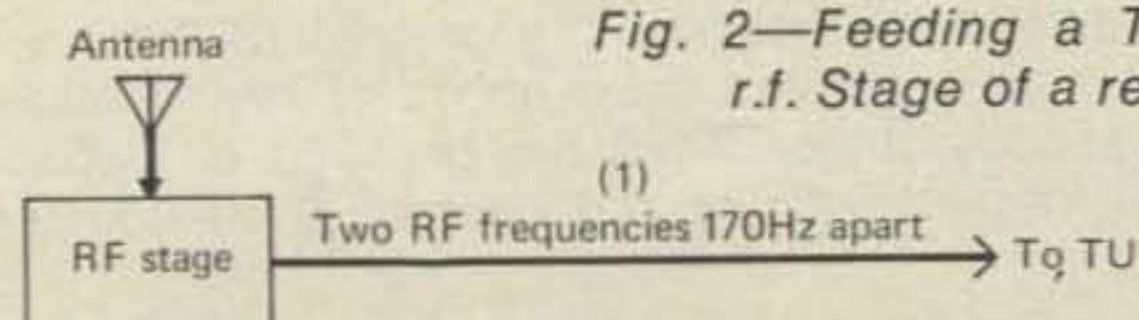 Fig. 2—Feeding a T
r.f. Stage of a re
Antenna
(1)
Two RF frequencies 170Hz apart
RF stage
To TU